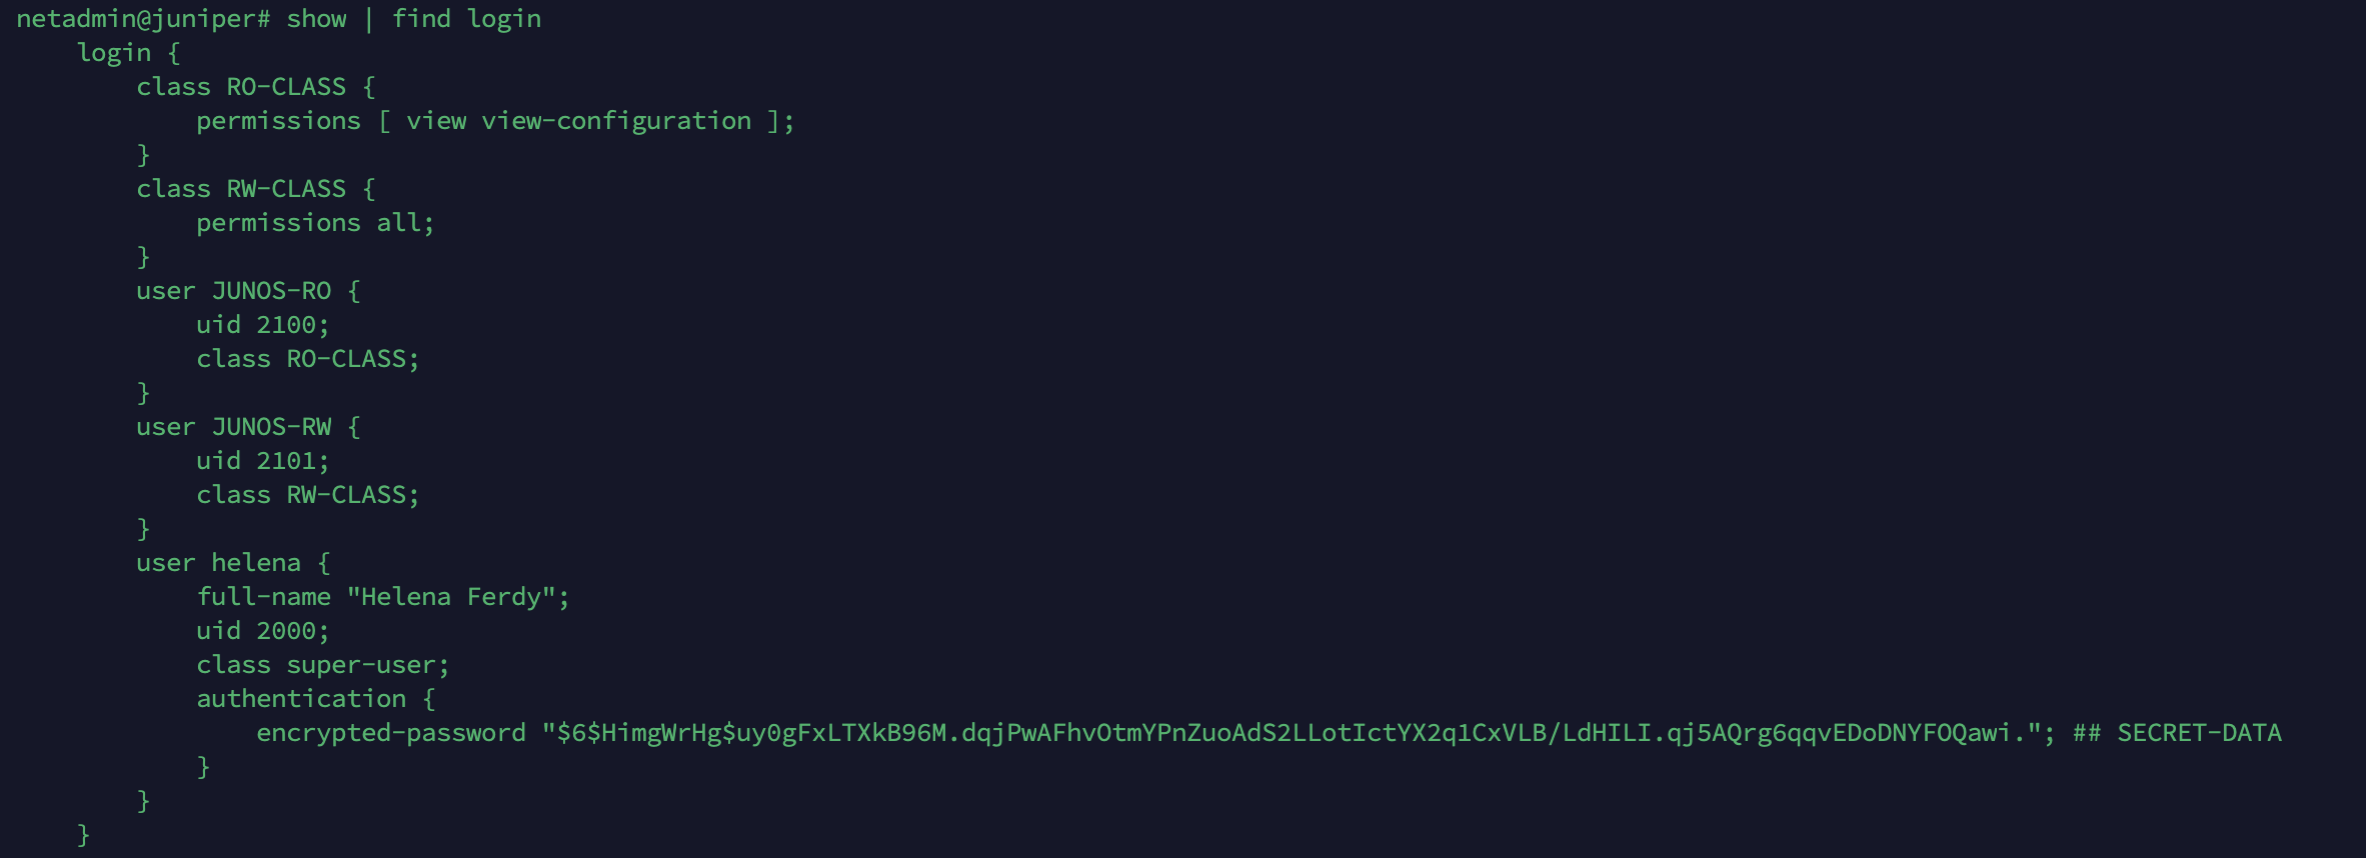 netadmin@juniper# show | find login
    login {
        class RO-CLASS {
            permissions [ view view-configuration ];
        }
        class RW-CLASS {
            permissions all;
        }
        user JUNOS-RO {
            uid 2100;
            class RO-CLASS;
        }
        user JUNOS-RW {
            uid 2101;
            class RW-CLASS;
        }
        user helena {
            full-name "Helena Ferdy";
            uid 2000;
            class super-user;
            authentication {
                encrypted-password "$6$HimgWrHg$uy0gFxLTXkB96M.dqjPwAFhvOtmYPnZuoAdS2LLotIctYX2q1CxVLB/LdHILI.qj5AQrg6qqvEDoDNYFOQawi."; ## SECRET-DATA
            }
        }
    }